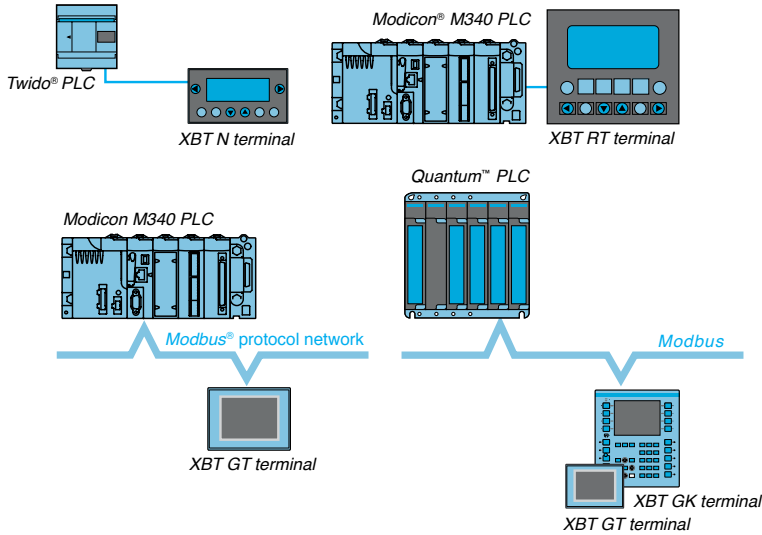 Modicon® M340 PLC
Twido® PLC
XBT N terminal
XBT RT terminal
Quantum™ PLC
Modicon M340 PLC
Modbus® protocol network
Modbus
XBT GT terminal
XBT GK terminal
XBT GT terminal